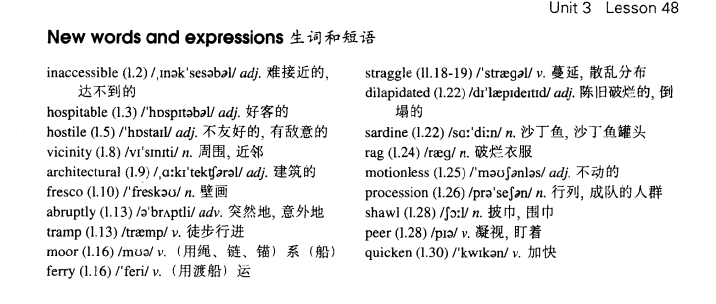 Unit 3 Lesson 48
New words and expressions 生词和短语
inaccessible (l.2) /ˌɪnəkˈsesəbəl/ adj. 难接近的,
达不到的
hospitable (l.3) /ˈhɒspɪtəbəl/ adj. 好客的
hostile (l.5) /ˈhɒstaɪl/ adj. 不友好的, 有敌意的
vicinity (l.8) /vɪˈsɪnɪti/ n. 周围, 近邻
architectural (l.9) /ˌɑːkɪˈtektʃərəl/ adj. 建筑的
fresco (l.10) /ˈfreskəʊ/ n. 壁画
abruptly (l.13) /əˈbrʌptli/ adv. 突然地, 意外地
tramp (l.13) /træmp/ v. 徒步行进
moor (l.16) /mʊə/ v. (用绳、链、锚) 系 (船)
ferry (l.16) /ˈferi/ v. (用渡船) 运
straggle (ll.18-19) /ˈstrægəl/ v. 蔓延, 散乱分布
dilapidated (l.22) /dɪˈlæpɪdeɪtɪd/ adj. 陈旧破烂的, 倒
塌的
sardine (l.22) /sɑːˈdiːn/ n. 沙丁鱼, 沙丁鱼罐头
rag (l.24) /ræg/ n. 破烂衣服
motionless (l.25) /ˈməʊʃənləs/ adj. 不动的
procession (l.26) /prəˈseʃən/ n. 行列, 成队的人群
shawl (l.28) /ʃɔːl/ n. 披巾, 围巾
peer (l.28) /pɪə/ v. 凝视, 盯着
quicken (l.30) /ˈkwɪkən/ v. 加快